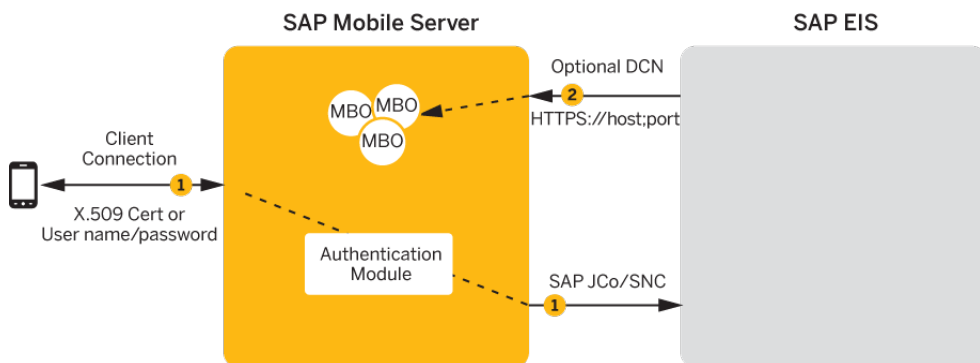 SAP Mobile Server
SAP EIS
Optional DCN
2
HTTPS://host;port
MBO
MBO
MBO
Client
Connection
1
X.509 Cert or
User name/password
Authentication
Module
SAP JCo/SNC
1